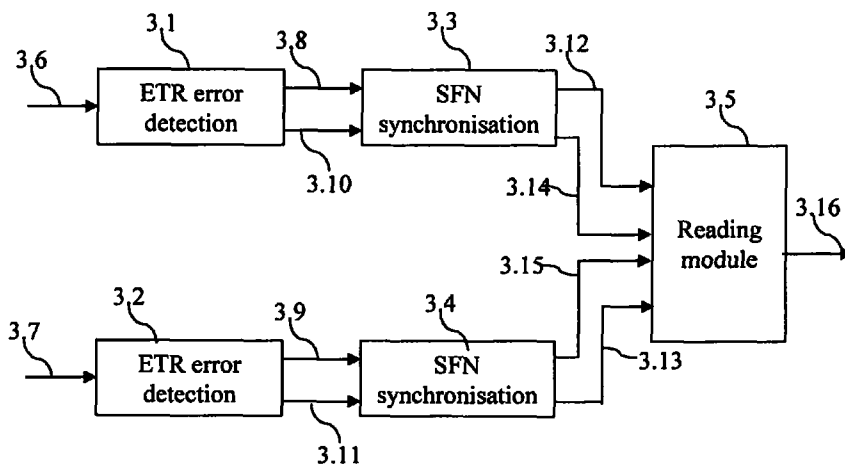 3.1
3.8
3.3
3.12
3.6
ETR error
detection
SFN
synchronisation
3.5
3.10
3.14
3.16
Reading
module
3.15
3.2
3.9
3.4
3.7
ETR error
detection
SFN
synchronisation
3.13
3.11